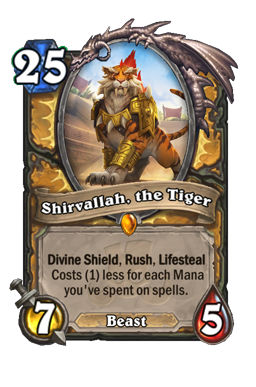 25
Shirvallah, the Tiger
Divine Shield, Rush, Lifesteal
Costs (1) less for each Mana
you've spent on spells.
7
Beast
5